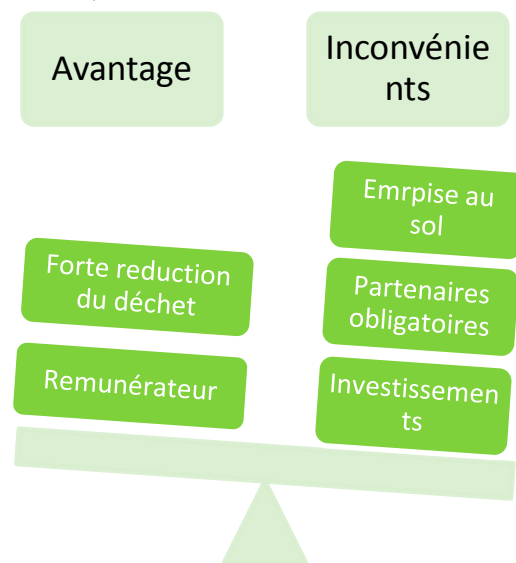 Avantage
Inconvénie
nts
Forte reduction
du déchet
Remunérateur
Emrpise au
sol
Partenaires
obligatoires
Investissemen
ts